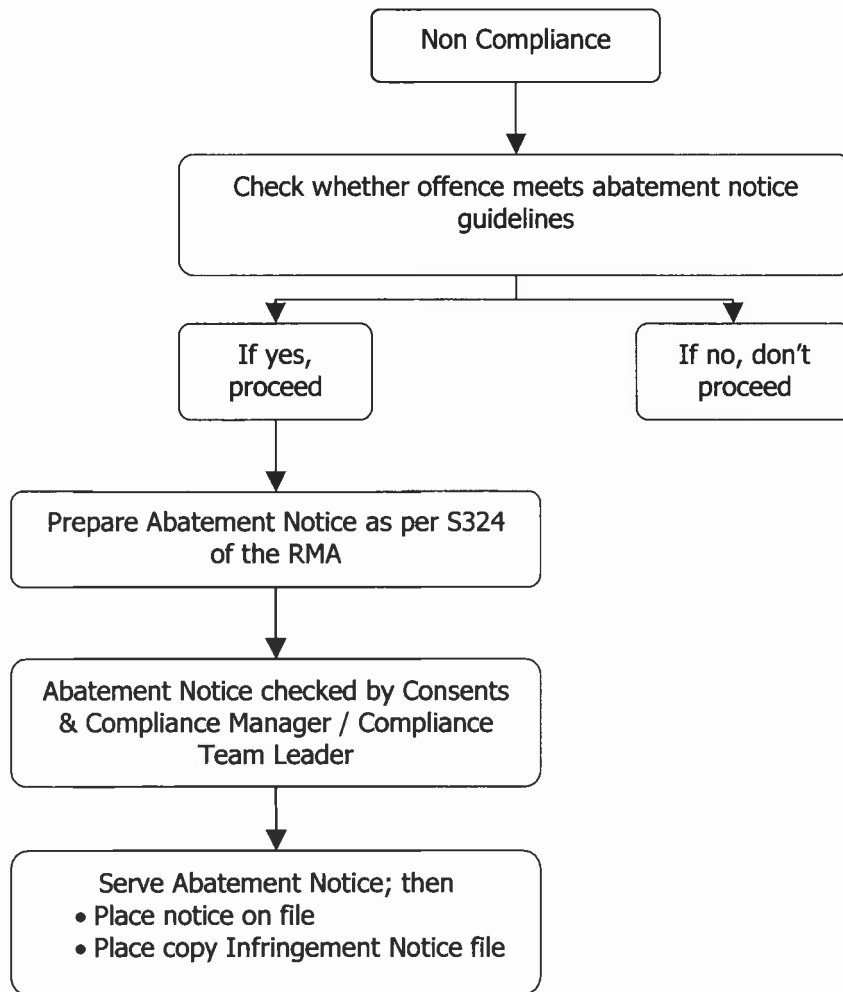 Non Compliance
Check whether offence meets abatement notice
guidelines
If yes,
proceed
If no, don't
proceed
Prepare Abatement Notice as per S324
of the RMA
Abatement Notice checked by Consents
& Compliance Manager / Compliance
Team Leader
Serve Abatement Notice; then
• Place notice on file
• Place copy Infringement Notice file